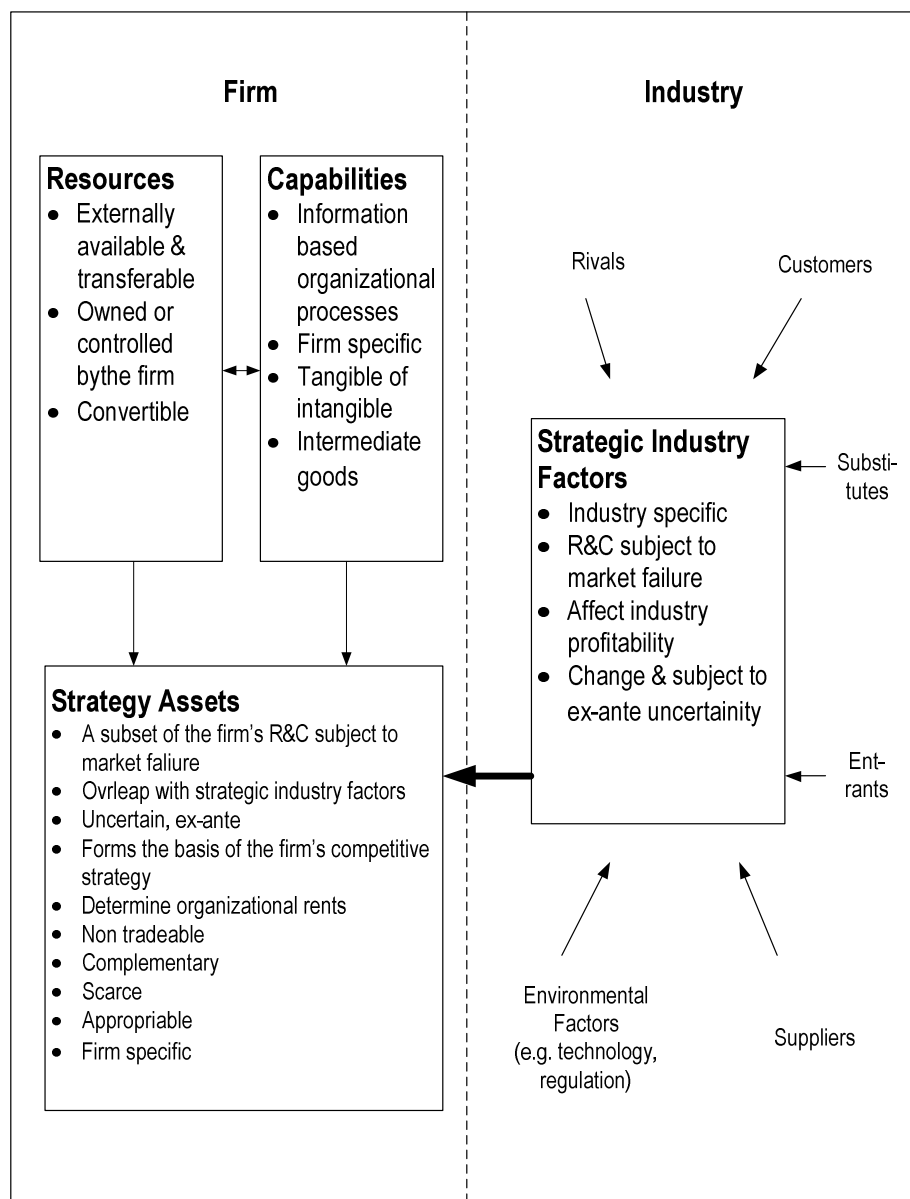 Firm
Industry
Resources
• Externally
available &
transferable
• Owned or
controlled
bythe firm
• Convertible
Capabilities
• Information
based
organizational
processes
• Firm specific
• Tangible of
intangible
• Intermediate
goods
Rivals
Customers
Strategic Industry
Factors
• Industry specific
• R&C subject to
market failure
• Affect industry
profitability
• Change & subject to
ex-ante uncertainity
Substi-
tutes
Ent-
rants
Strategy Assets
• A subset of the firm's R&C subject to
market faliure
• Ovrleap with strategic industry factors
• Uncertain, ex-ante
• Forms the basis of the firm's competitive
strategy
• Determine organizational rents
• Non tradeable
• Complementary
• Scarce
• Appropriable
• Firm specific
Environmental
Factors
(e.g. technology,
regulation)
Suppliers